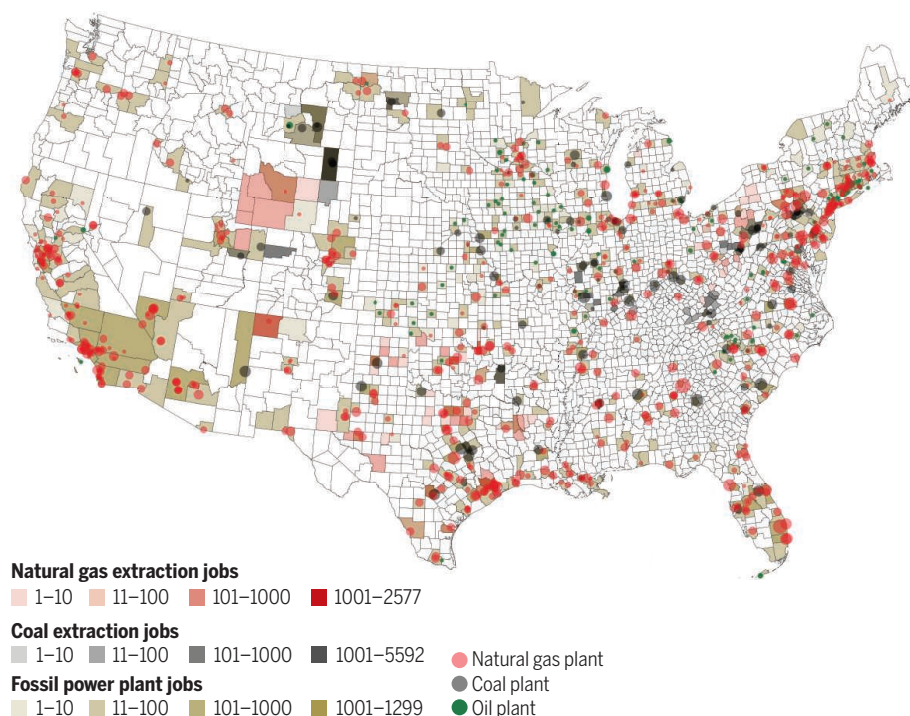 Natural gas extraction jobs
1–10 11–100 101–1000 1001–2577
Coal extraction jobs
1–10 11–100 101–1000 1001–5592
Fossil power plant jobs
1–10 11–100 101–1000 1001–1299
Natural gas plant
Coal plant
Oil plant